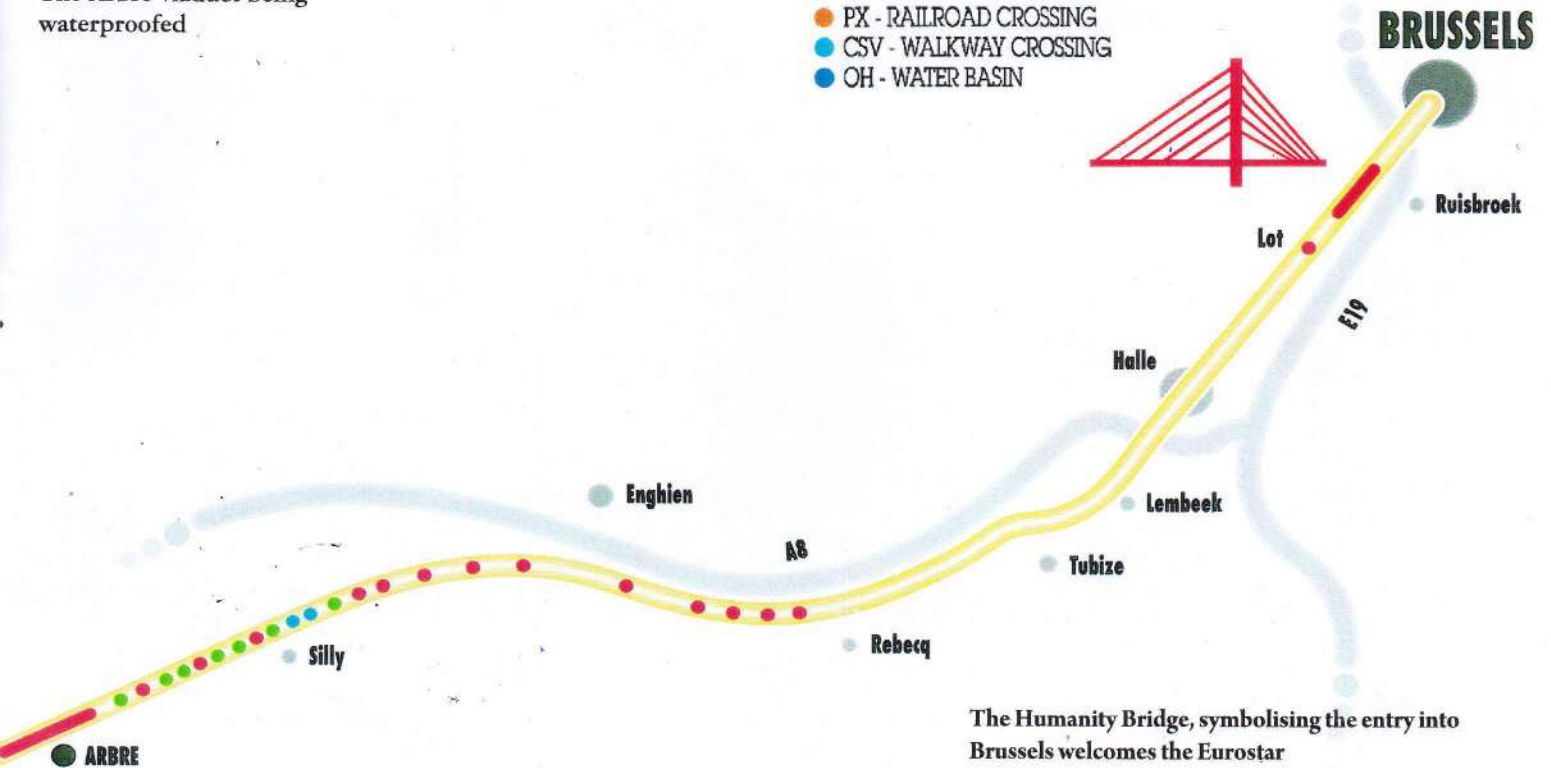 waterproofed
PX - RAILROAD CROSSING
CSV - WALKWAY CROSSING
OH - WATER BASIN
BRUSSELS
Ruisbroek
Lot
E19
Halle
Enghien
Lembeek
A8
Tubize
Rebecq
Silly
ARBRE
The Humanity Bridge, symbolising the entry into
Brussels welcomes the Eurostar